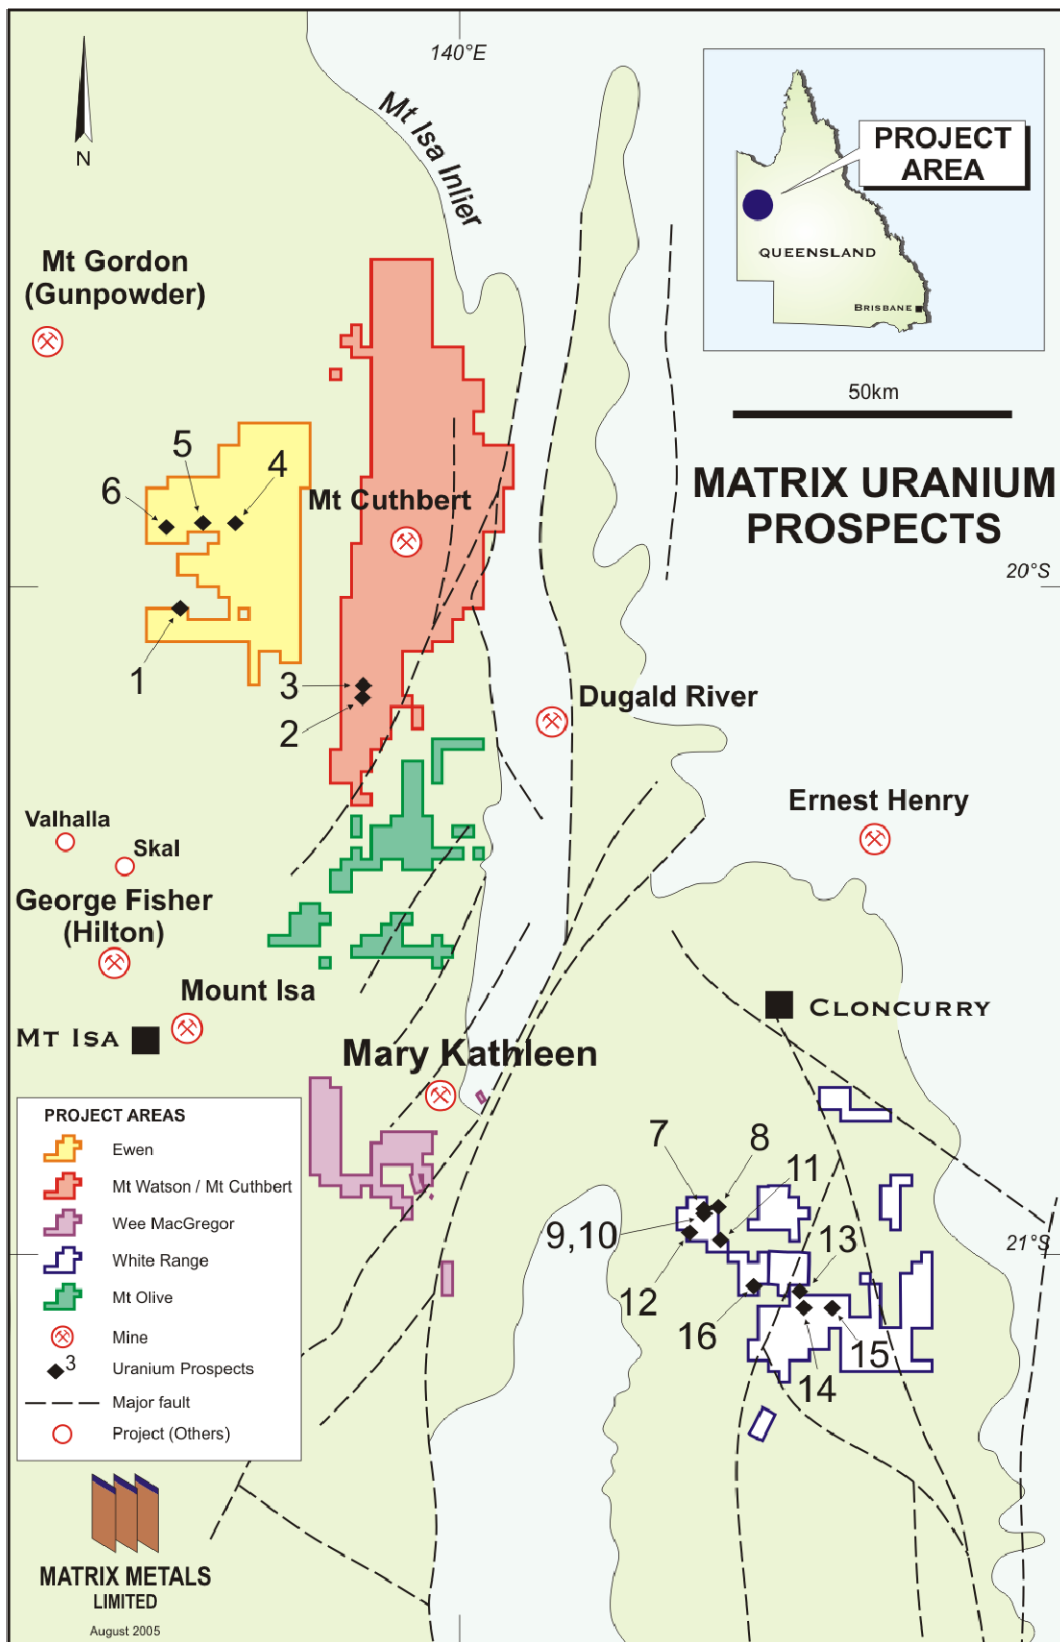 140°E
Mt Isa Inlier
N
PROJECT
AREA
QUEENSLAND
BRISBANE
Mt Gordon
(Gunpowder)
50km
MATRIX URANIUM
PROSPECTS
5
4
6
Mt Cuthbert
20°S
1
3
2
Dugald River
Ernest Henry
Valhalla
Skal
George Fisher
(Hilton)
Mount Isa
MT ISA
CLONCURRY
Mary Kathleen
7
8
11
9,10
13
21°S
12
16
15
14
PROJECT AREAS
Ewen
Mt Watson / Mt Cuthbert
Wee MacGregor
White Range
Mt Olive
Mine
3 Uranium Prospects
Major fault
Project (Others)
MATRIX METALS
LIMITED
August 2005